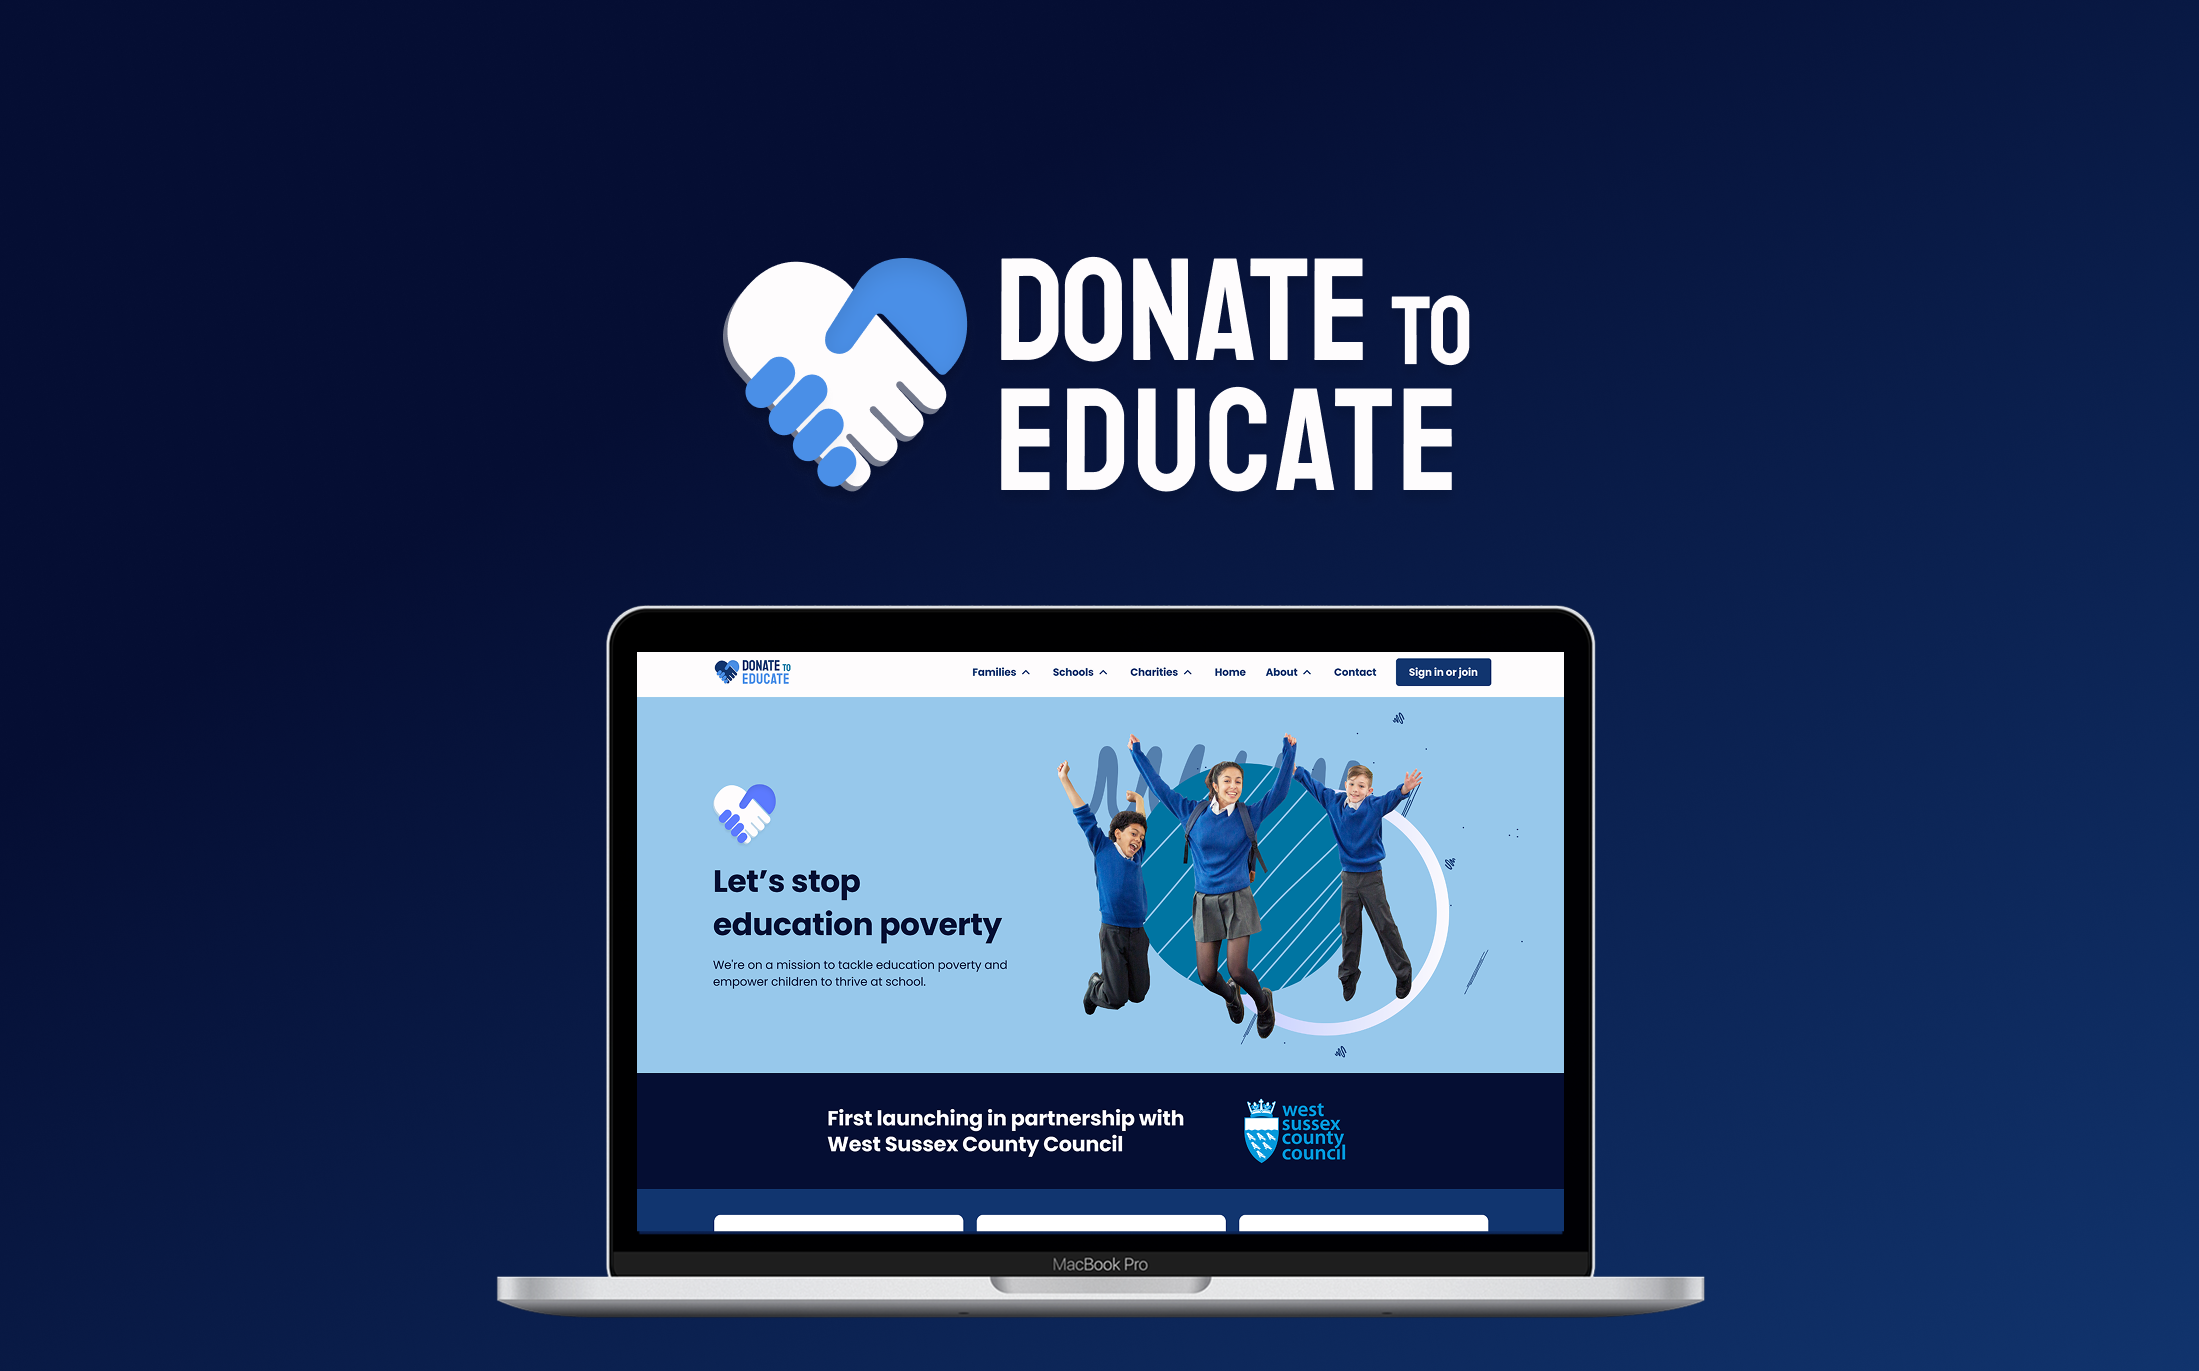 DONATE TO
EDUCATE
DONATE TO
EDUCATE
Families
Schools
Charities
Home
About
Contact
Sign in or join
Let's stop
education poverty
We're on a mission to tackle education poverty and
empower children to thrive at school.
First launching in partnership with
West Sussex County Council
west
sussex
county
council
MacBook Pro